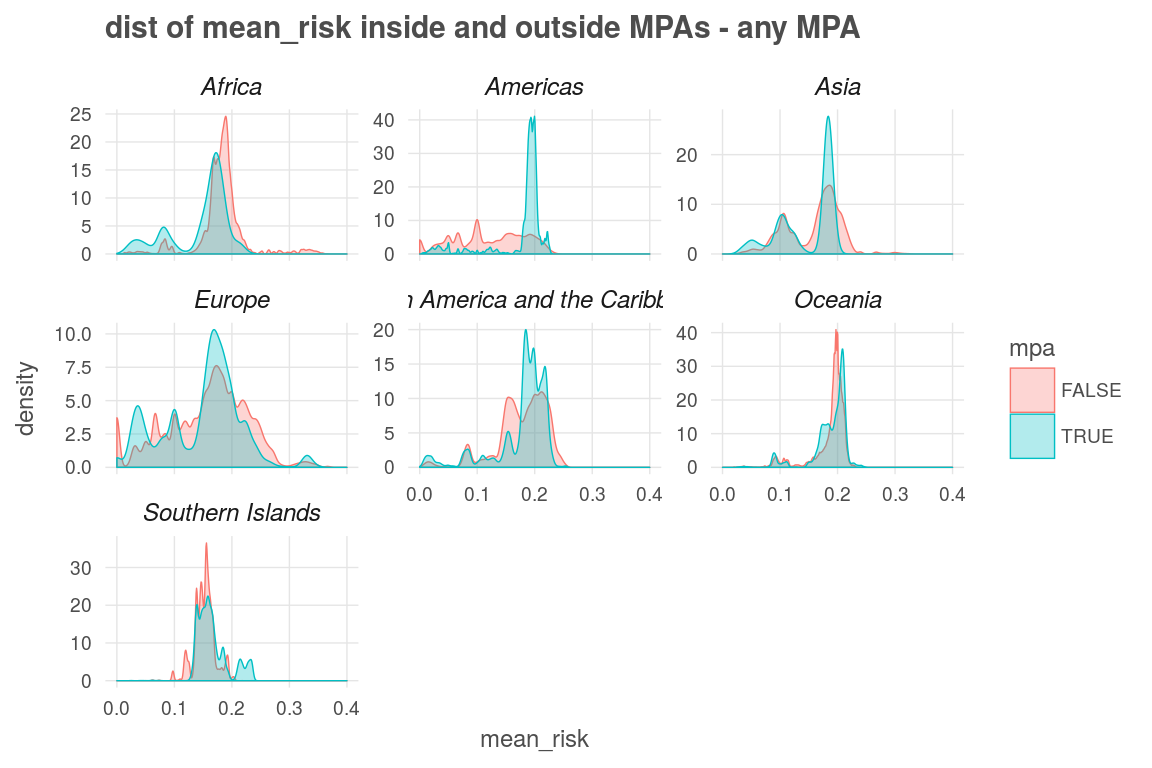 dist of mean_risk inside and outside MPAs - any MPA
Africa
Americas
Asia
25
20
15
10
5
0
40
30
20
10
0
20
10
0
Europe
America and the
Oceania
10.0
7.5
5.0
2.5
0.0
20
15
10
5
0
0.0 0.1 0.2 0.3 0.4
40
30
20
10
0
0.0 0.1 0.2 0.3 0.4
Southern Islands
30
20
10
0
0.0 0.1 0.2 0.3 0.4
density
mean_risk
mpa
FALSE
TRUE